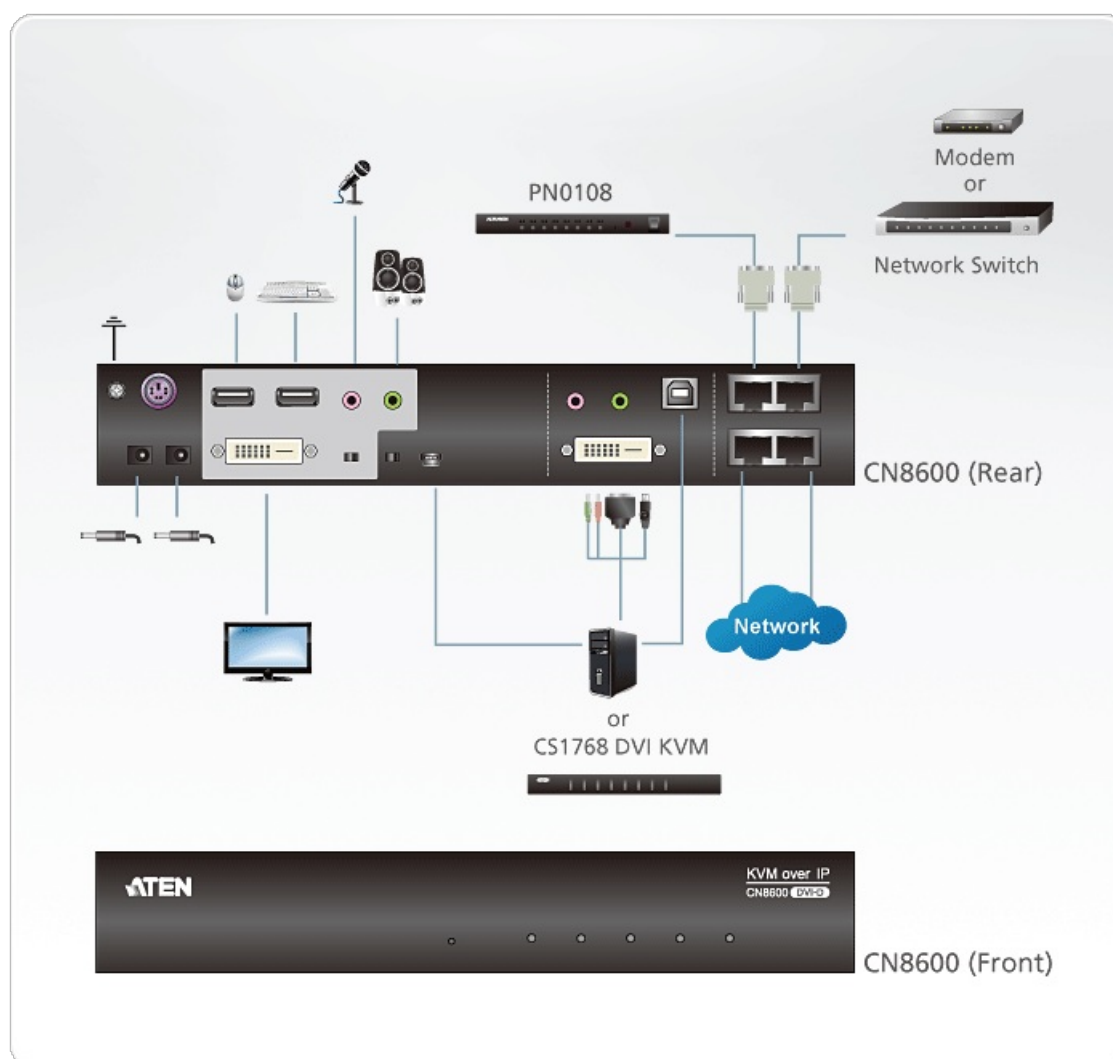 Modem
or
PN0108
Network Switch
CN8600 (Rear)
Network
or
CS1768 DVI KVM
ATEN
KVM over IP
CN8600 DVI-D
CN8600 (Front)